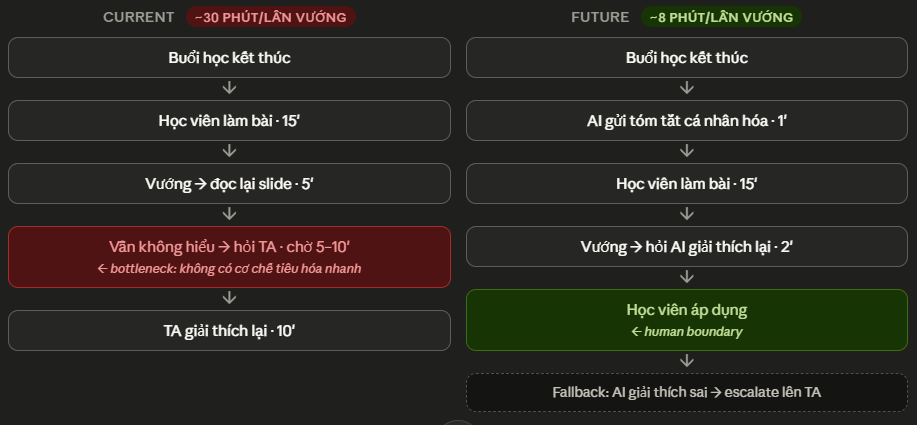 CURRENT ~30 PHÚT/LẦN VƯỚNG
Buổi học kết thúc
↓
Học viên làm bài · 15'
↓
Vướng → đọc lại slide · 5'
↓
Vẫn không hiểu → hỏi TA · chờ 5–10'
← bottleneck: không có cơ chế tiêu hóa nhanh
↓
TA giải thích lại · 10'
FUTURE ~8 PHÚT/LẦN VƯỚNG
Buổi học kết thúc
↓
AI gửi tóm tắt cá nhân hóa · 1'
↓
Học viên làm bài · 15'
↓
Vướng → hỏi AI giải thích lại · 2'
↓
Học viên áp dụng
← human boundary
↓
Fallback: AI giải thích sai → escalate lên TA